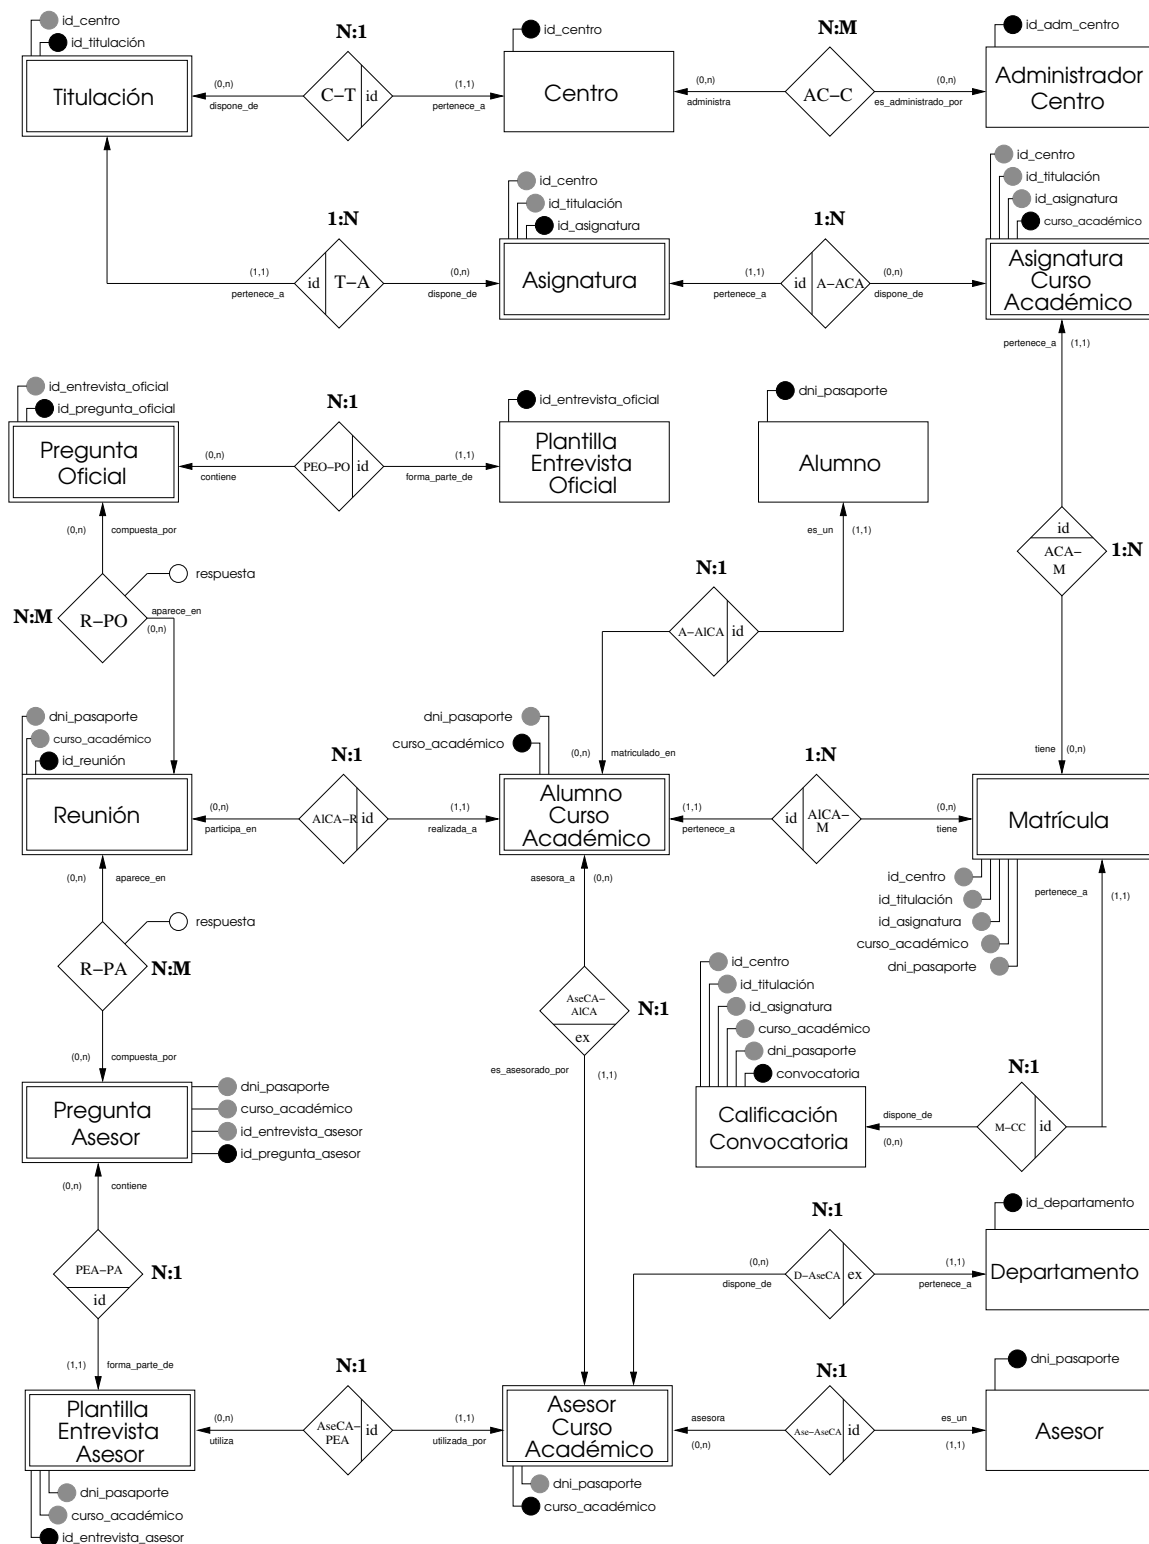 id_centro
id_titulación
N:1
id_centro
N:M
id_adm_centro
Titulación
(0,n)
dispone_de
C–T
id
(1,1)
pertenece_a
Centro
(0,n)
administra
AC–C
(0,n)
es_administrado_por
Administrador
Centro
id_centro
id_titulación
id_asignatura
curso_académico
id_centro
id_titulación
id_asignatura
1:N
1:N
(1,1)
pertenece_a
id
T–A
(0,n)
dispone_de
Asignatura
(1,1)
pertenece_a
id
A–ACA
(0,n)
dispone_de
Asignatura
Curso
Académico
pertenece_a
(1,1)
id_entrevista_oficial
id_pregunta_oficial
N:1
id_entrevista_oficial
dni_pasaporte
Pregunta
Oficial
(0,n)
contiene
PEO–PO
id
(1,1)
forma_parte_de
Plantilla
Entrevista
Oficial
Alumno
(0,n)
compuesta_por
es_un
(1,1)
id
ACA–
M
1:N
respuesta
N:M
R–PO
aparece_en
(0,n)
N:1
A–AlCA
id
dni_pasaporte
curso_académico
id_reunión
N:1
dni_pasaporte
curso_académico
(0,n)
matriculado_en
1:N
tiene
(0,n)
Reunión
(0,n)
participa_en
AlCA–R
id
(1,1)
realizada_a
Alumno
Curso
Académico
(1,1)
pertenece_a
id
AlCA–
M
(0,n)
tiene
Matrícula
(0,n)
aparece_en
asesora_a
(0,n)
id_centro
id_titulación
id_asignatura
curso_académico
dni_pasaporte
pertenece_a
(1,1)
respuesta
R–PA
N:M
AseCA–
AlCA
ex
N:1
id_centro
id_titulación
id_asignatura
curso_académico
dni_pasaporte
convocatoria
(0,n)
compuesta_por
es_asesorado_por
(1,1)
N:1
Pregunta
Asesor
dni_pasaporte
curso_académico
id_entrevista_asesor
id_pregunta_asesor
Calificación
Convocatoria
dispone_de
(0,n)
M–CC
id
(0,n)
contiene
N:1
id_departamento
PEA–PA
id
N:1
(0,n)
dispone_de
D–AseCA
ex
(1,1)
pertenece_a
Departamento
(1,1)
forma_parte_de
N:1
N:1
dni_pasaporte
Plantilla
Entrevista
Asesor
(0,n)
utiliza
AseCA–
PEA
id
(1,1)
utilizada_por
Asesor
Curso
Académico
asesora
(0,n)
Ase–AseCA
id
es_un
(1,1)
Asesor
dni_pasaporte
curso_académico
id_entrevista_asesor
dni_pasaporte
curso_académico